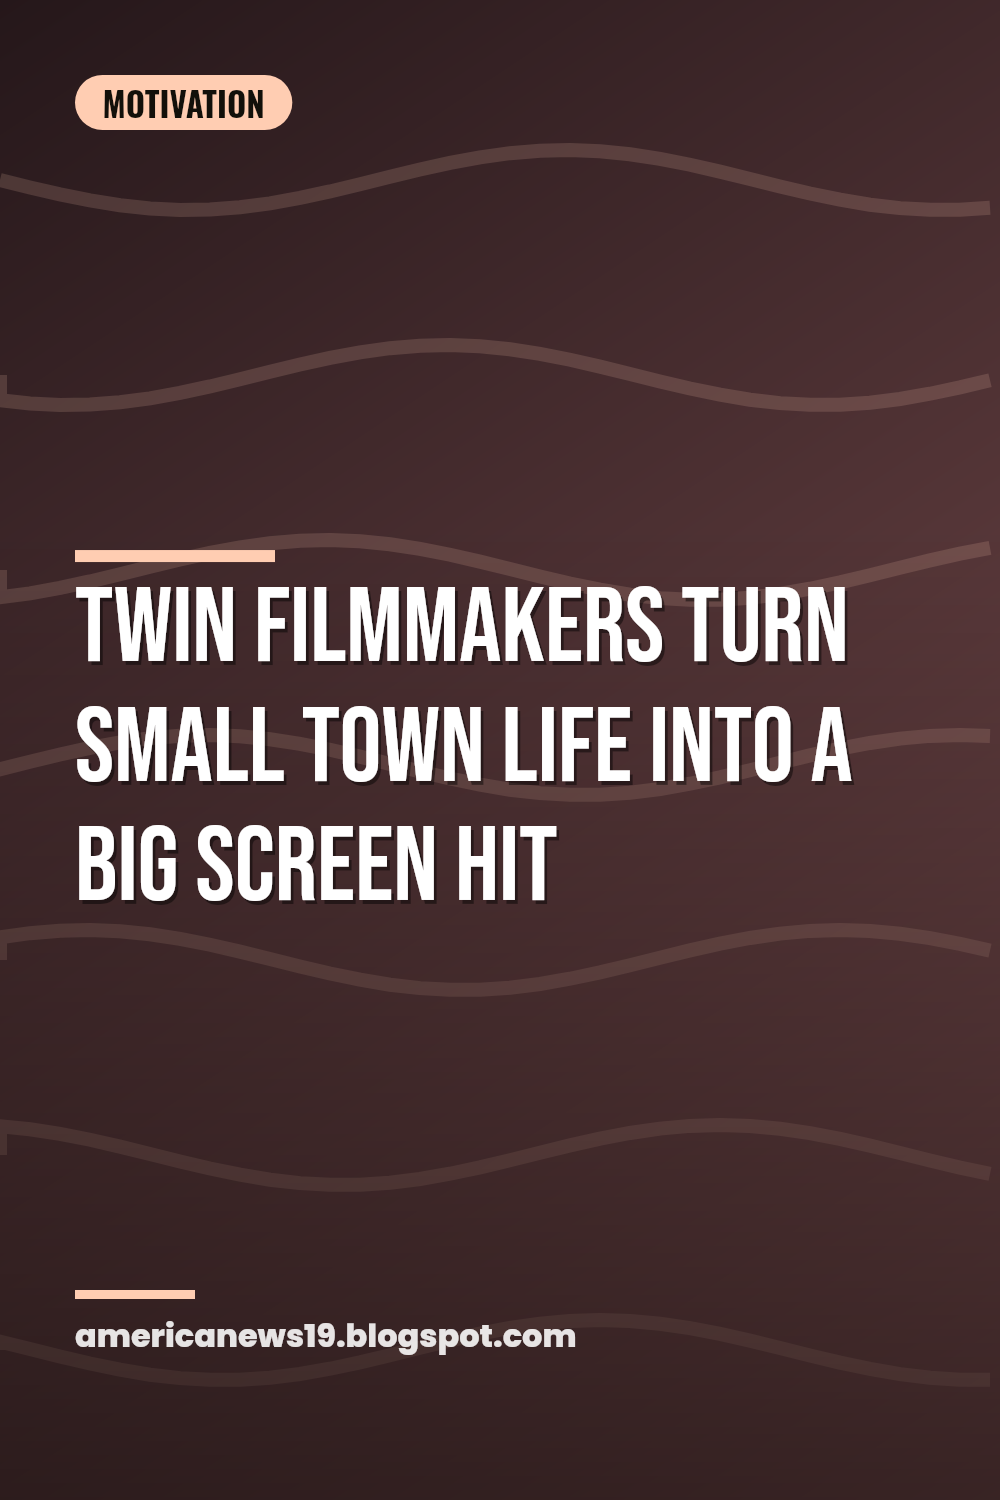 MOTIVATION
TWIN FILMMAKERS TURN
SMALL TOWN LIFE INTO A
BIG SCREEN HIT
americanews19.blogspot.com